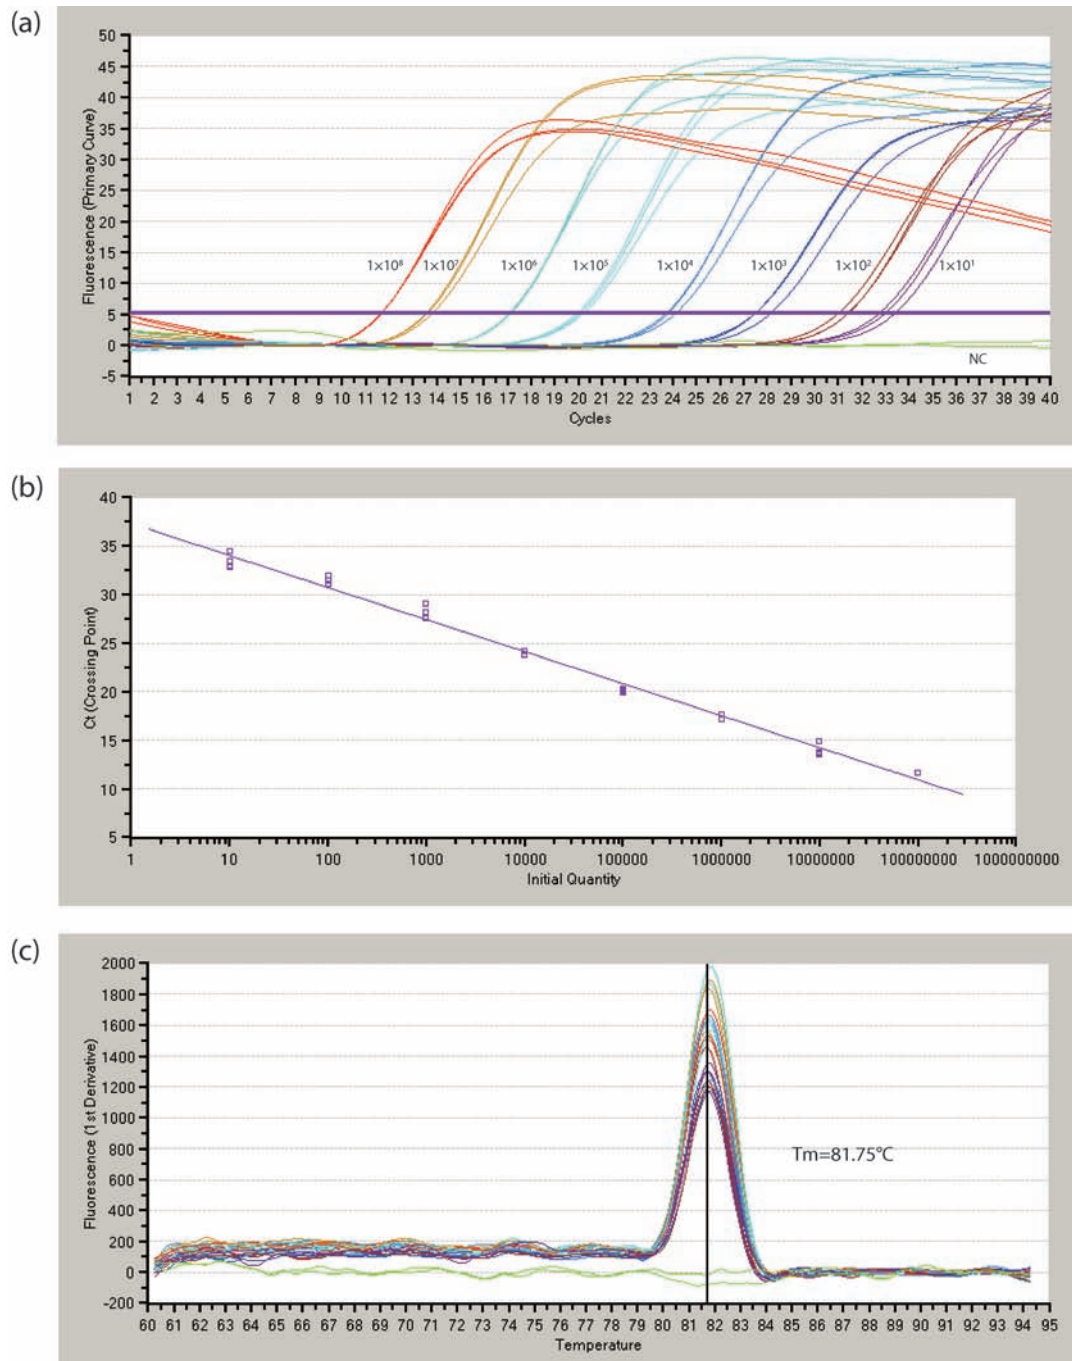 (a)
50
45
40
35
30
25
20
15
10
5
0
-5
Fluorescence (Primary Curve)
1×10⁸ 1×10⁷ 1×10⁶ 1×10⁵ 1×10⁴ 1×10³ 1×10² 1×10¹
NC
1 2 3 4 5 6 7 8 9 10 11 12 13 14 15 16 17 18 19 20 21 22 23 24 25 26 27 28 29 30 31 32 33 34 35 36 37 38 39 40
Cycles
(b)
40
35
30
25
20
15
10
5
Ct (Crossing Point)
1 10 100 1000 10000 100000 1000000 10000000 100000000 1000000000
Initial Quantity
(c)
2000
1800
1600
1400
1200
1000
800
600
400
200
0
-200
Fluorescence (1st Derivative)
Tm=81.75°C
60 61 62 63 64 65 66 67 68 69 70 71 72 73 74 75 76 77 78 79 80 81 82 83 84 85 86 87 88 89 90 91 92 93 94 95
Temperature